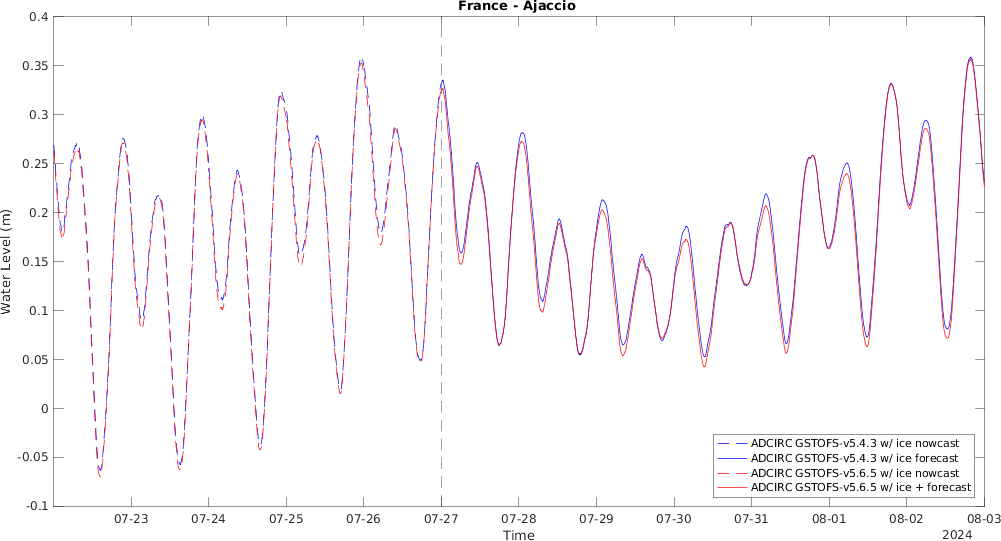 France - Ajaccio
0.4
0.35
0.3
0.25
0.2
0.15
0.1
0.05
0
-0.05
-0.1
Water Level (m)
ADCIRC GSTOFS-v5.4.3 w/ ice nowcast
ADCIRC GSTOFS-v5.4.3 w/ ice forecast
ADCIRC GSTOFS-v5.6.5 w/ ice nowcast
ADCIRC GSTOFS-v5.6.5 w/ ice + forecast
07-23 07-24 07-25 07-26 07-27 07-28 07-29 07-30 07-31 08-01 08-02 08-03
Time
2024